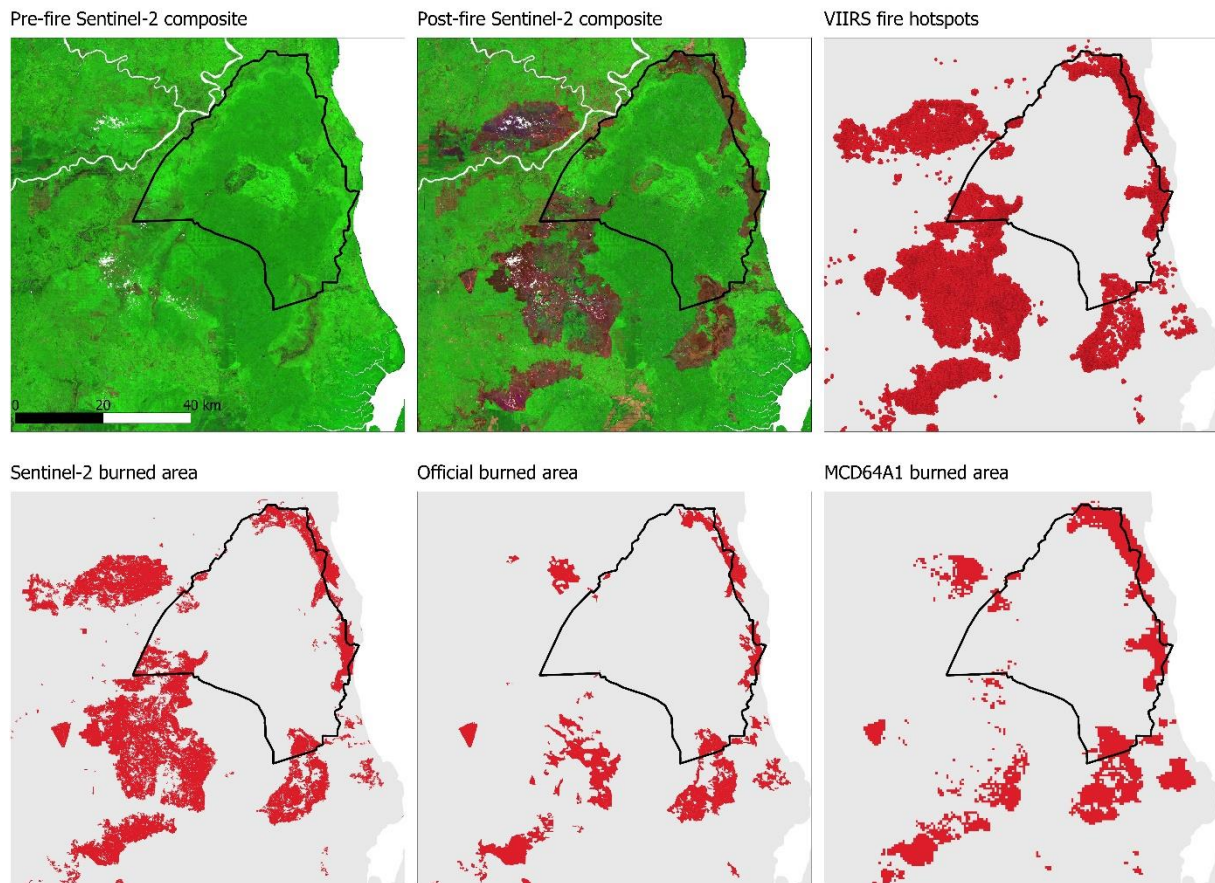 Pre-fire Sentinel-2 composite
Post-fire Sentinel-2 composite
VIIRS fire hotspots
0 20 40 km
Sentinel-2 burned area
Official burned area
MCD64A1 burned area